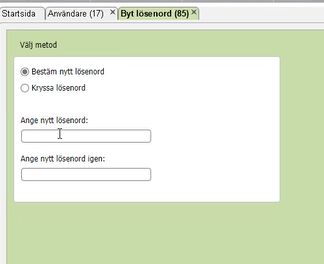 Startsida Användare (17) × Byt lösenord (85) ×
Välj metod
Bestäm nytt lösenord
Kryssa lösenord
Ange nytt lösenord:
Ange nytt lösenord igen: